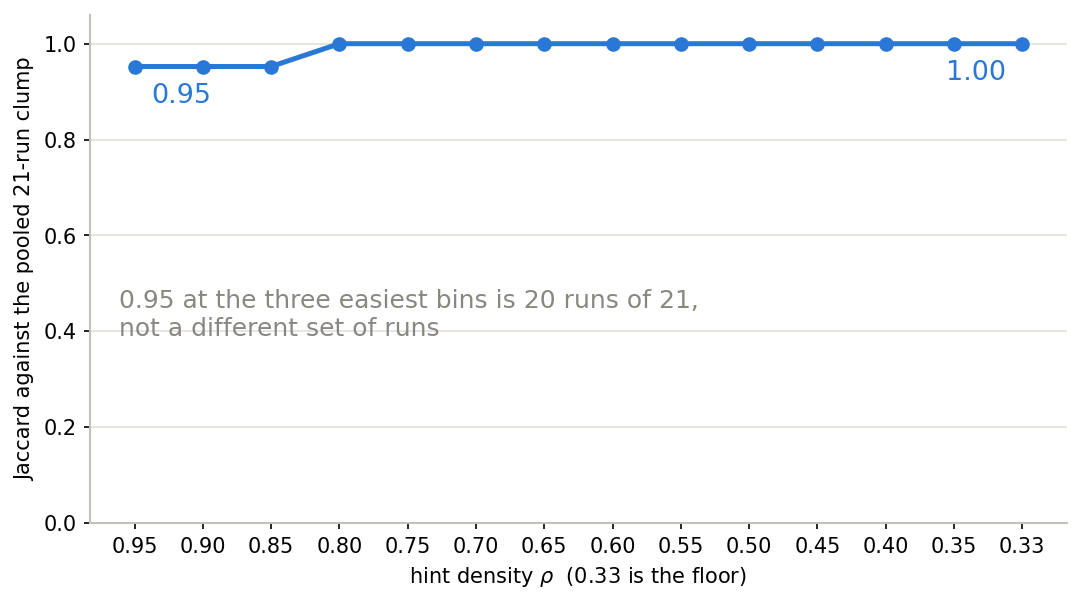 Jaccard against the pooled 21-run clump
1.0
0.8
0.6
0.4
0.2
0.0
0.95
1.00
0.95 at the three easiest bins is 20 runs of 21,
not a different set of runs
0.95 0.90 0.85 0.80 0.75 0.70 0.65 0.60 0.55 0.50 0.45 0.40 0.35 0.33
hint density ρ (0.33 is the floor)